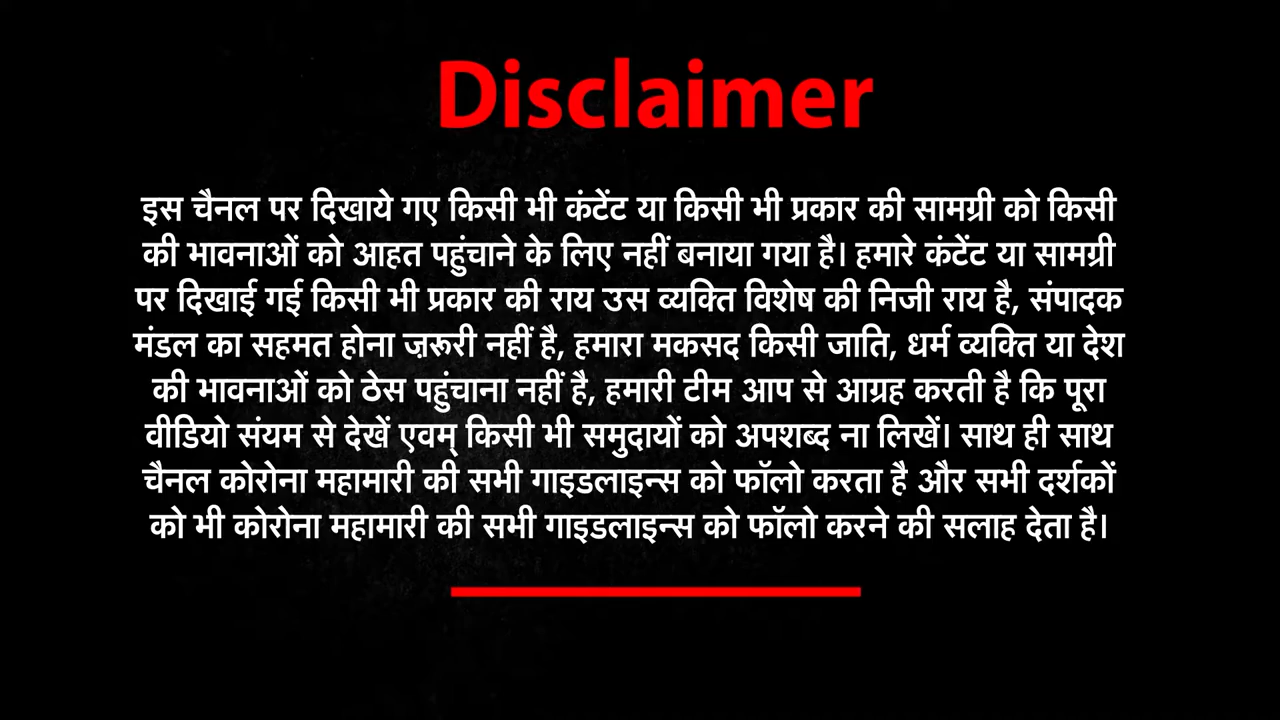 Disclaimer
इस चैनल पर दिखाये गए किसी भी कंटेंट या किसी भी प्रकार की सामग्री को किसी
की भावनाओं को आहत पहुंचाने के लिए नहीं बनाया गया है। हमारे कंटेंट या सामग्री
पर दिखाई गई किसी भी प्रकार की राय उस व्यक्ति विशेष की निजी राय है, संपादक
मंडल का सहमत होना ज़रूरी नहीं है, हमारा मकसद किसी जाति, धर्म व्यक्ति या देश
की भावनाओं को ठेस पहुंचाना नहीं है, हमारी टीम आप से आग्रह करती है कि पूरा
वीडियो संयम से देखें एवम् किसी भी समुदायों को अपशब्द ना लिखें। साथ ही साथ
चैनल कोरोना महामारी की सभी गाइडलाइन्स को फॉलो करता है और सभी दर्शकों
को भी कोरोना महामारी की सभी गाइडलाइन्स को फॉलो करने की सलाह देता है।